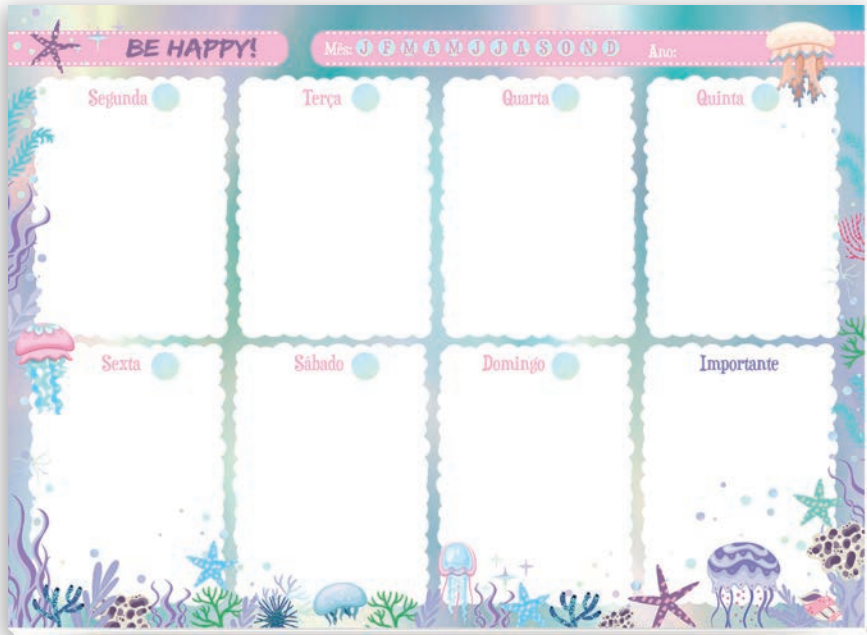 BE HAPPY! Mês: J F M A M J J A S O N D Ano:
Segunda Terça Quarta Quinta
Sexta Sábado Domingo Importante